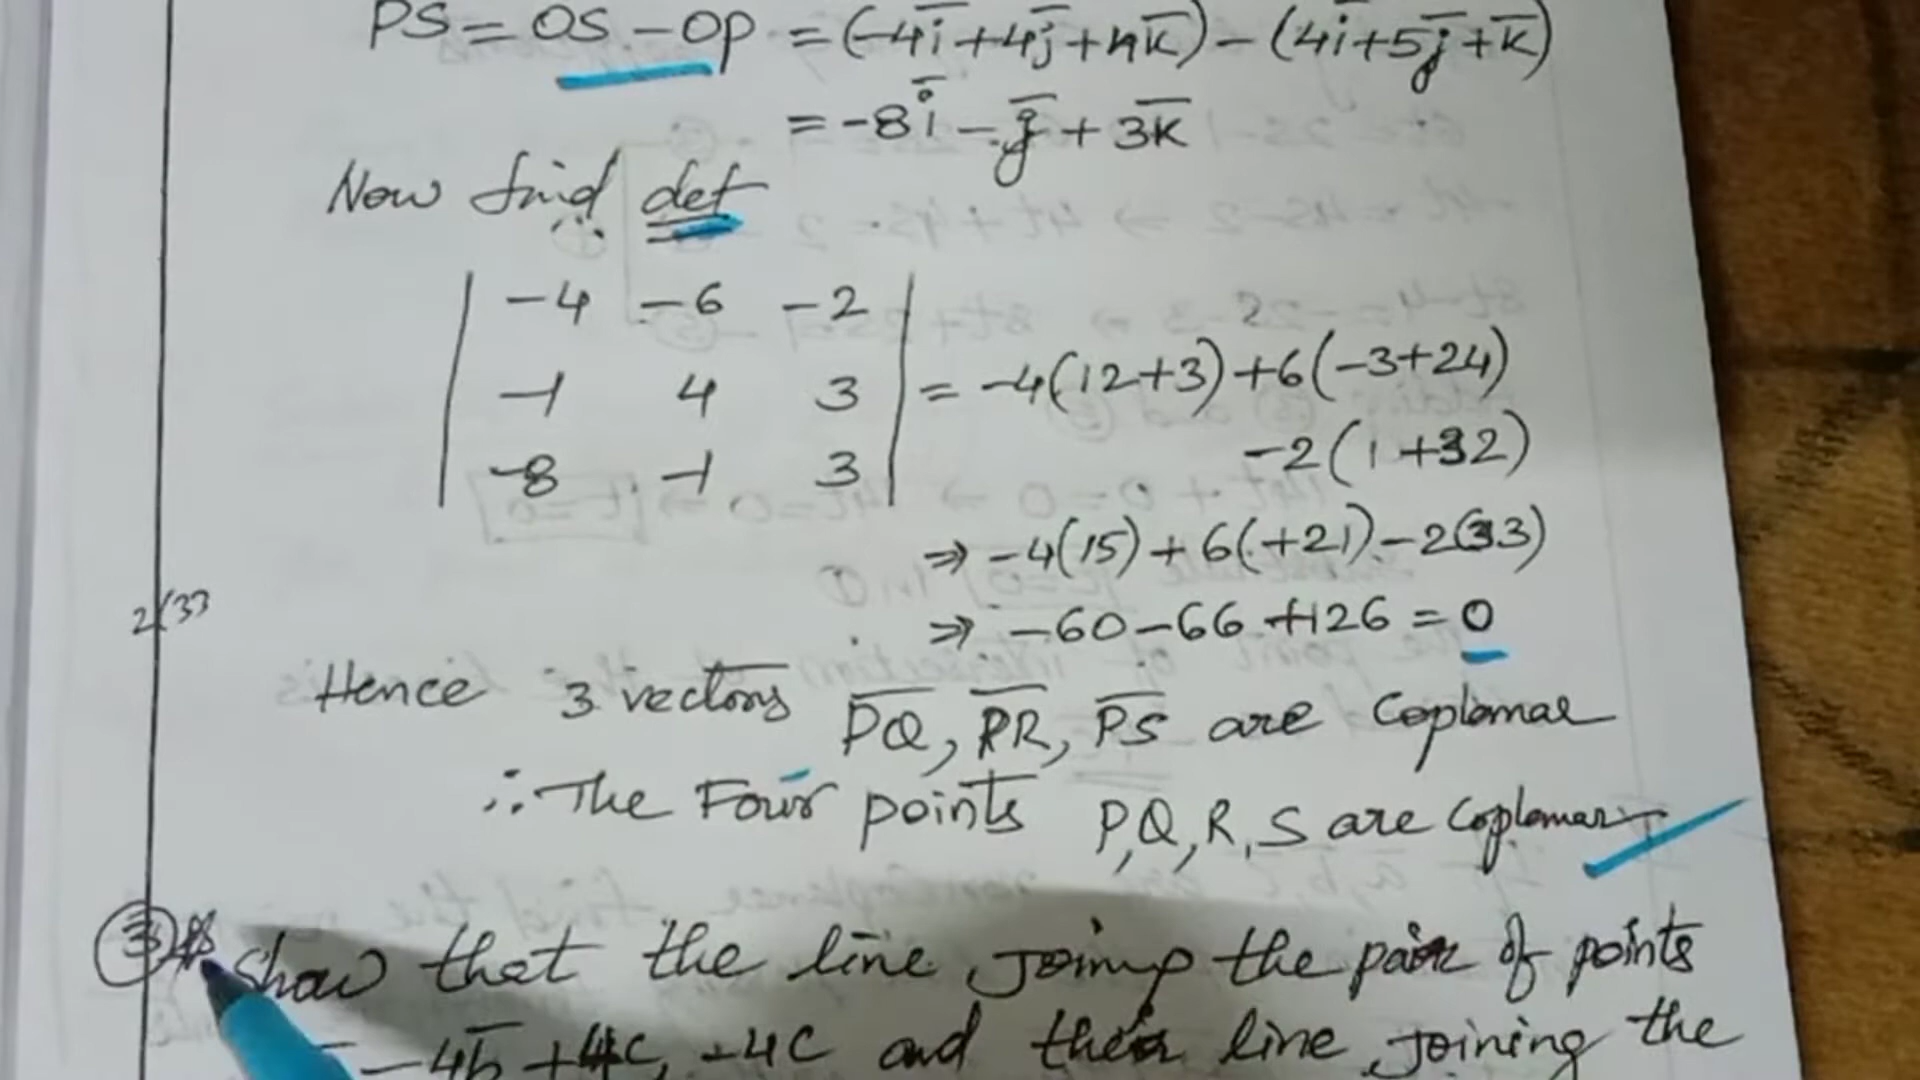 PS = OS - OP = (-4i̅ + 4j̅ + 4k̅) - (4i̅ + 5j̅ + k̅)
= -8i̅ - j̅ + 3k̅
Now find det
| -4 -6 -2 |
| -1 4 3 | = -4(12+3) + 6(-3+24)
-2(1+32)
| -8 -1 3 |
⇒ -4(15) + 6(+21) - 2(33)
⇒ -60 - 66 + 126 = 0
2(33
Hence 3 vectors P̅Q̅, P̅R̅, P̅S̅ are Coplanar
∴ The Four points P, Q, R, S are Coplanar
③ Show that the line joining the pair of points
- 4b̅ + 4c, -4c and the line joining the